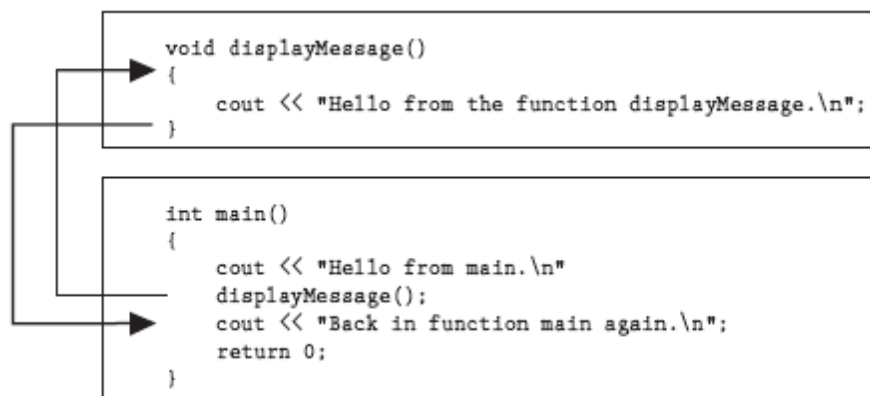 void displayMessage()
{
    cout << "Hello from the function displayMessage.\n";
}
int main()
{
    cout << "Hello from main.\n"
    displayMessage();
    cout << "Back in function main again.\n";
    return 0;
}